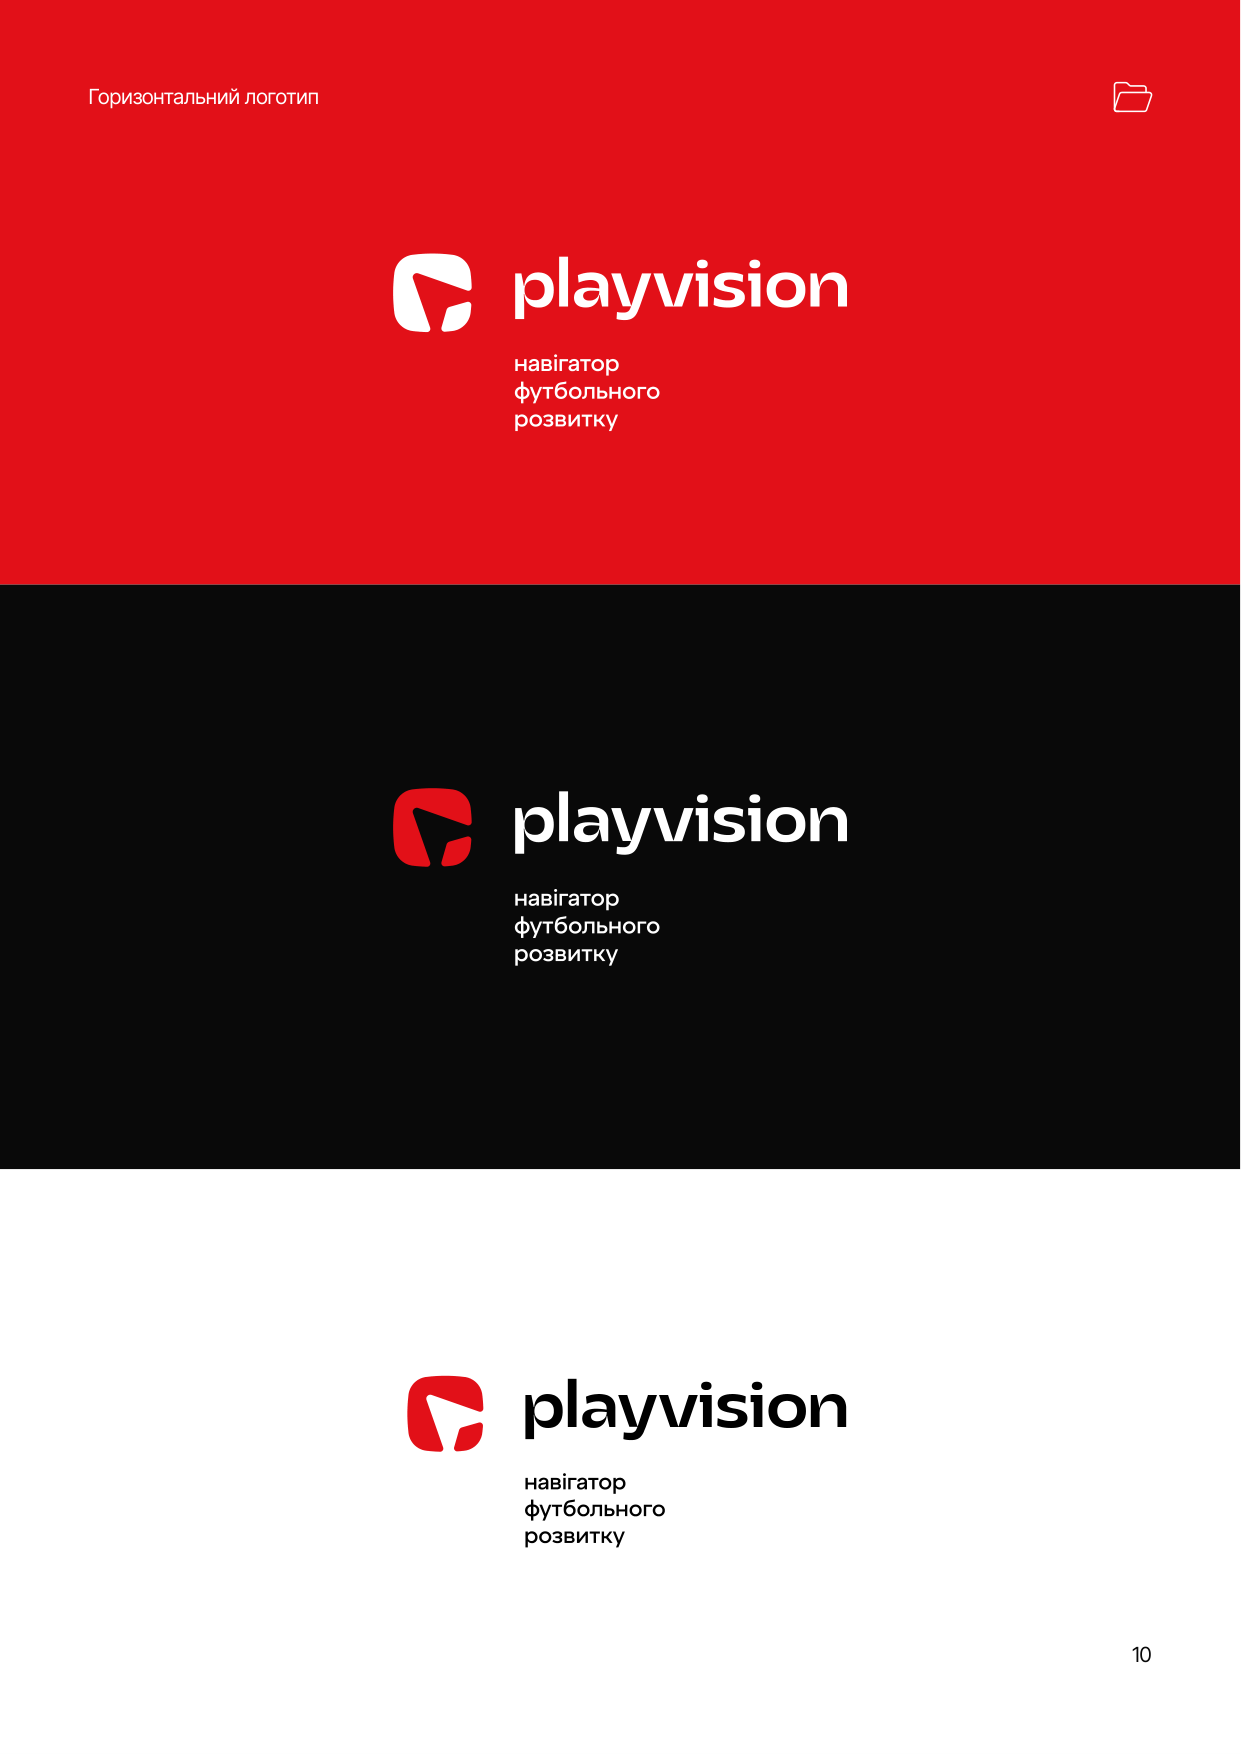 Горизонтальний логотип
playvision
навігатор
футбольного
розвитку
playvision
навігатор
футбольного
розвитку
playvision
навігатор
футбольного
розвитку
10